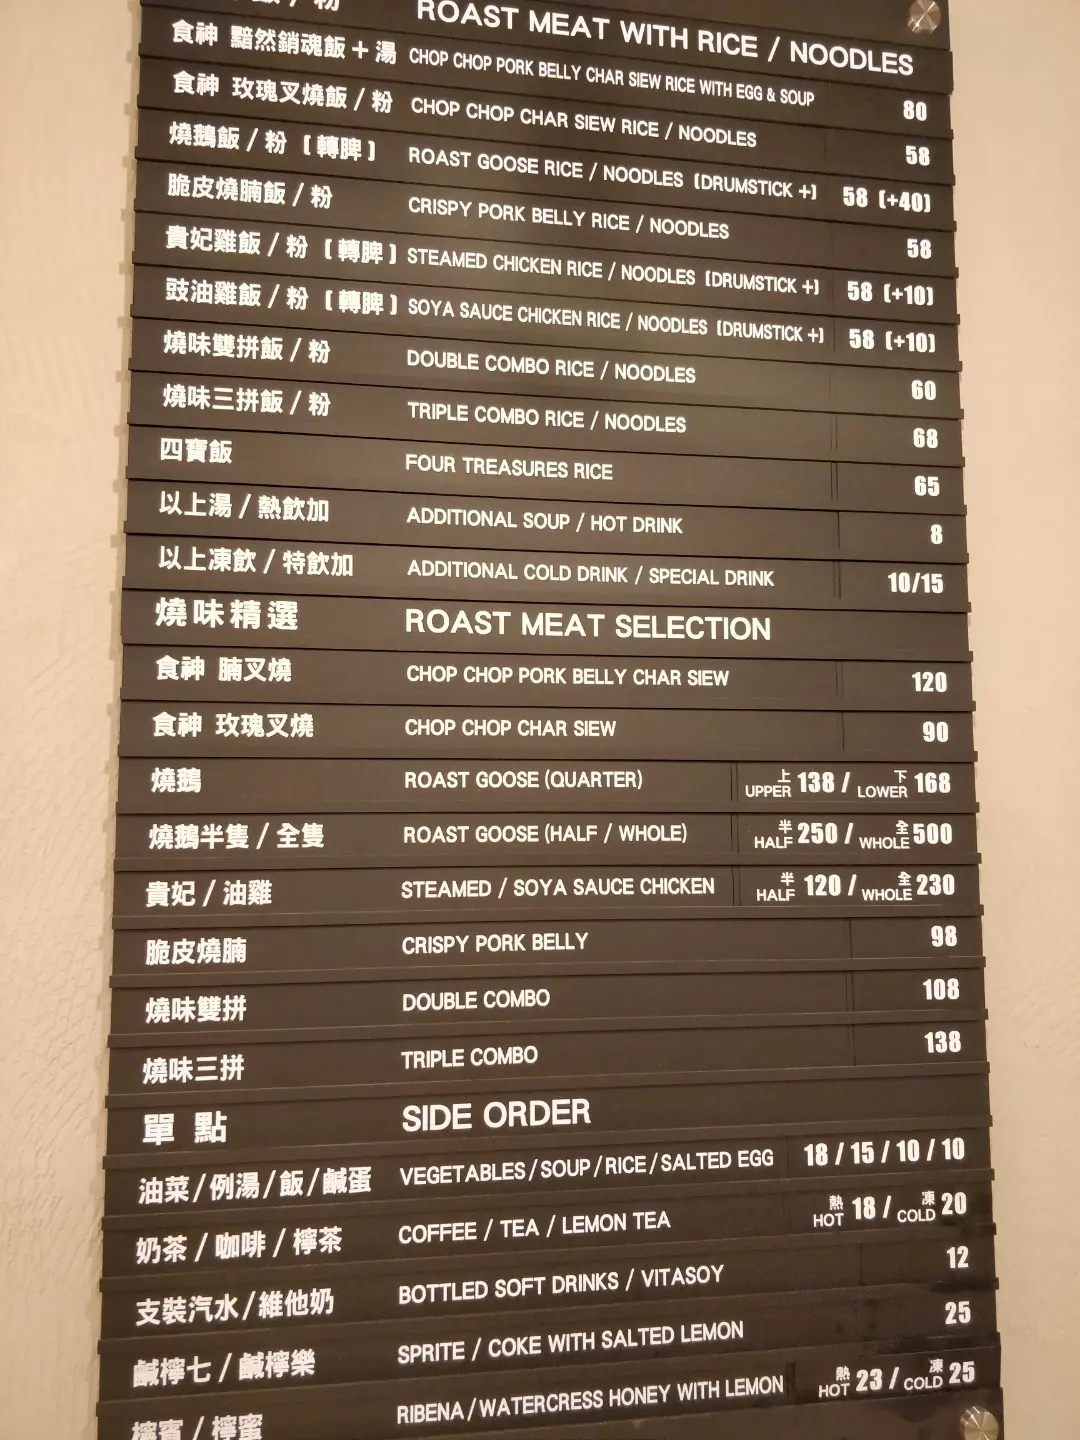 飯 / 粉 ROAST MEAT WITH RICE / NOODLES
食神 黯然銷魂飯 + 湯 CHOP CHOP PORK BELLY CHAR SIEW RICE WITH EGG & SOUP 80
食神 玫瑰叉燒飯 / 粉 CHOP CHOP CHAR SIEW RICE / NOODLES 58
燒鵝飯 / 粉 (轉脾) ROAST GOOSE RICE / NOODLES (DRUMSTICK +) 58 (+40)
脆皮燒腩飯 / 粉 CRISPY PORK BELLY RICE / NOODLES 58
貴妃雞飯 / 粉 (轉脾) STEAMED CHICKEN RICE / NOODLES (DRUMSTICK +) 58 (+10)
豉油雞飯 / 粉 (轉脾) SOYA SAUCE CHICKEN RICE / NOODLES (DRUMSTICK +) 58 (+10)
燒味雙拼飯 / 粉 DOUBLE COMBO RICE / NOODLES 60
燒味三拼飯 / 粉 TRIPLE COMBO RICE / NOODLES 68
四寶飯 FOUR TREASURES RICE 65
以上湯 / 熱飲加 ADDITIONAL SOUP / HOT DRINK 8
以上凍飲 / 特飲加 ADDITIONAL COLD DRINK / SPECIAL DRINK 10/15
燒味精選 ROAST MEAT SELECTION
食神 腩叉燒 CHOP CHOP PORK BELLY CHAR SIEW 120
食神 玫瑰叉燒 CHOP CHOP CHAR SIEW 90
燒鵝 ROAST GOOSE (QUARTER) 上 UPPER 138 / 下 LOWER 168
燒鵝半隻 / 全隻 ROAST GOOSE (HALF / WHOLE) 半 HALF 250 / 全 WHOLE 500
貴妃 / 油雞 STEAMED / SOYA SAUCE CHICKEN 半 HALF 120 / 全 WHOLE 230
脆皮燒腩 CRISPY PORK BELLY 98
燒味雙拼 DOUBLE COMBO 108
燒味三拼 TRIPLE COMBO 138
單點 SIDE ORDER
油菜/例湯/飯/鹹蛋 VEGETABLES/SOUP/RICE/SALTED EGG 18 / 15 / 10 / 10
奶茶 / 咖啡 / 檸茶 COFFEE / TEA / LEMON TEA 熱 HOT 18 / 凍 COLD 20
支裝汽水/維他奶 BOTTLED SOFT DRINKS / VITASOY 12
鹹檸七 / 鹹檸樂 SPRITE / COKE WITH SALTED LEMON 25
檸賓 / 檸蜜 RIBENA/WATERCRESS HONEY WITH LEMON 熱 HOT 23 / 凍 COLD 25